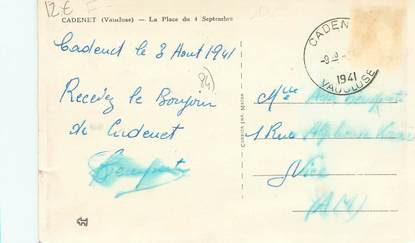 12€ F
CADENET (Vaucluse) — La Place du 4 Septembre
Cadenet le 3 Aout 1941
(84)
Recevez le Bonjour
de Cadenet
CADENET
1941
VAUCLUSE
Mlle
1 Rue Alphonse
Nice
(AM)